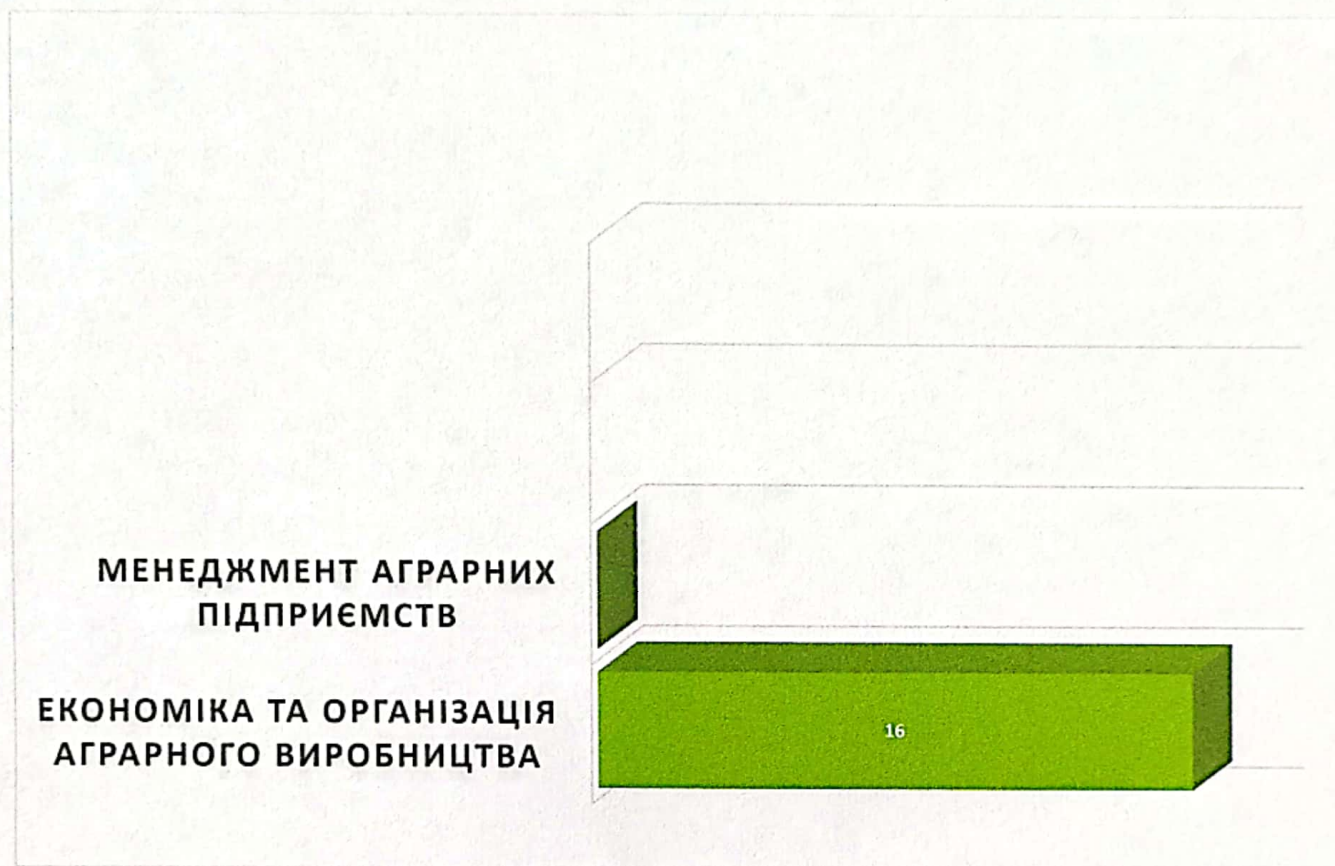 МЕНЕДЖМЕНТ АГРАРНИХ
ПІДПРИЄМСТВ
ЕКОНОМІКА ТА ОРГАНІЗАЦІЯ
АГРАРНОГО ВИРОБНИЦТВА
16